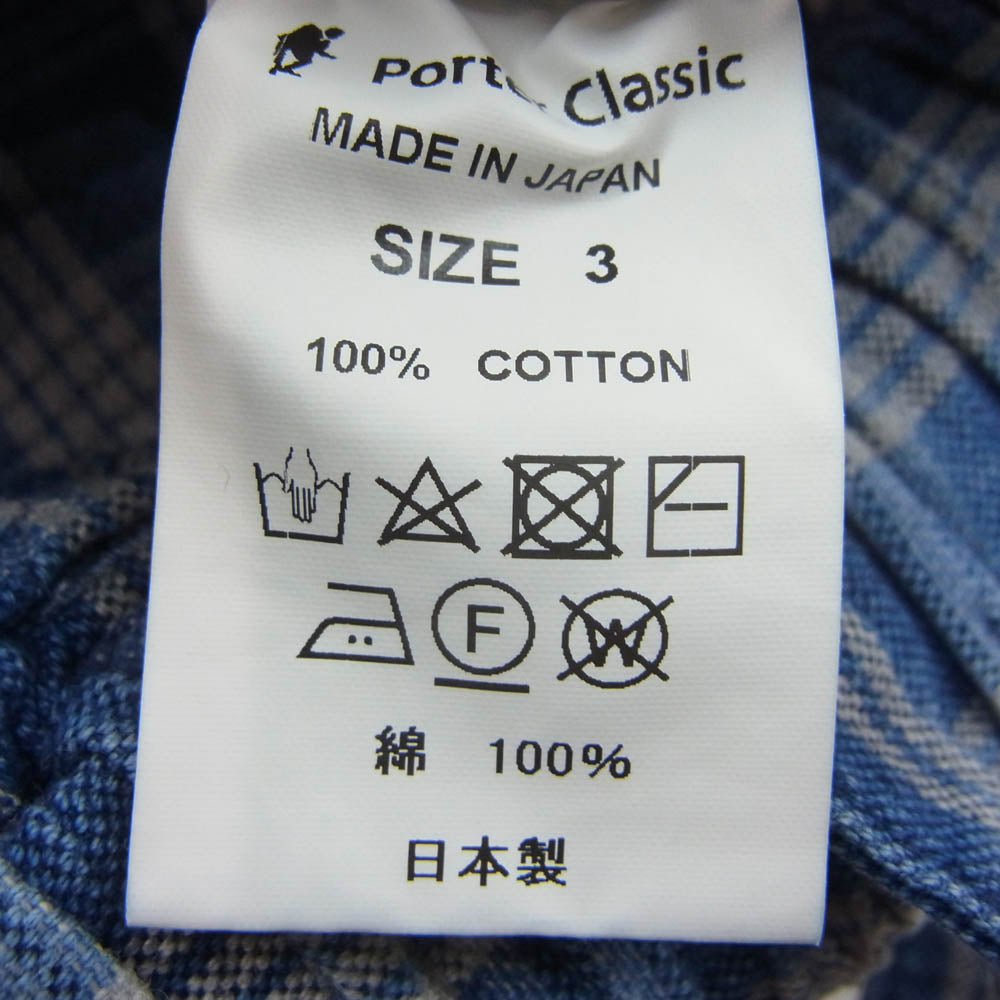 Porter Classic
MADE IN JAPAN
SIZE 3
100% COTTON
F W
綿 100%
日本製